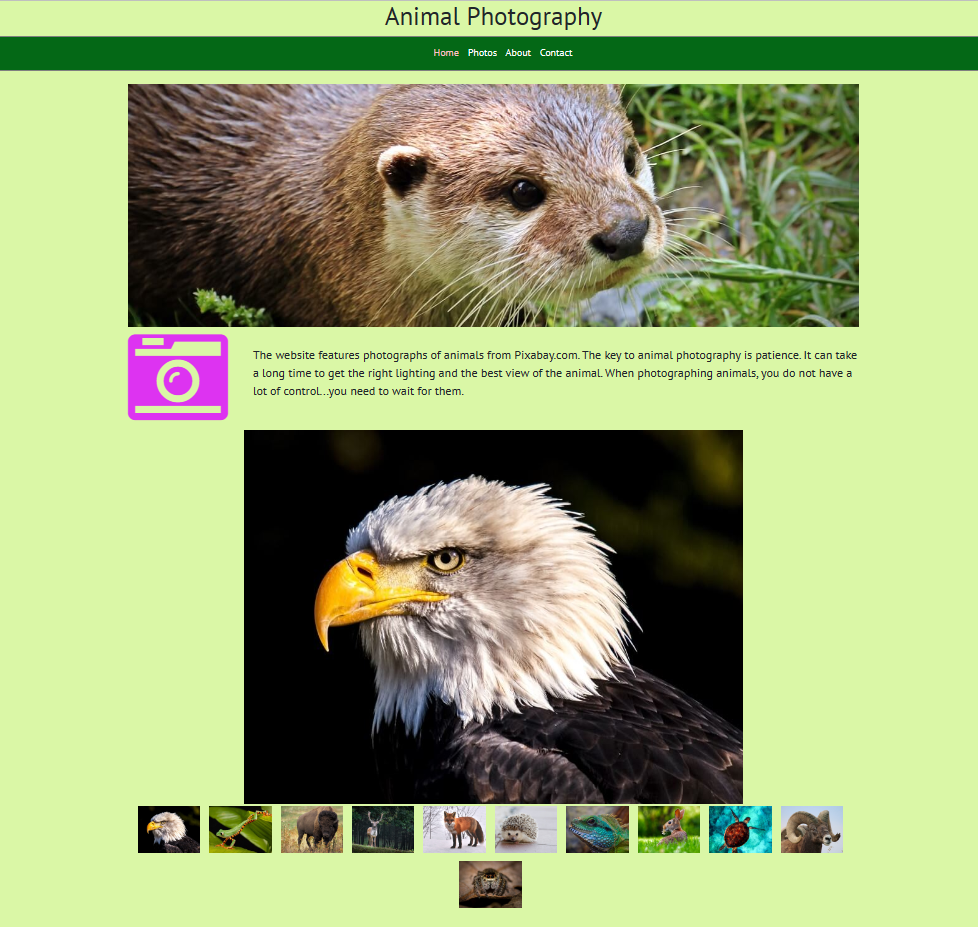 Animal Photography
Home Photos About Contact
The website features photographs of animals from Pixabay.com. The key to animal photography is patience. It can take
a long time to get the right lighting and the best view of the animal. When photographing animals, you do not have a
lot of control...you need to wait for them.